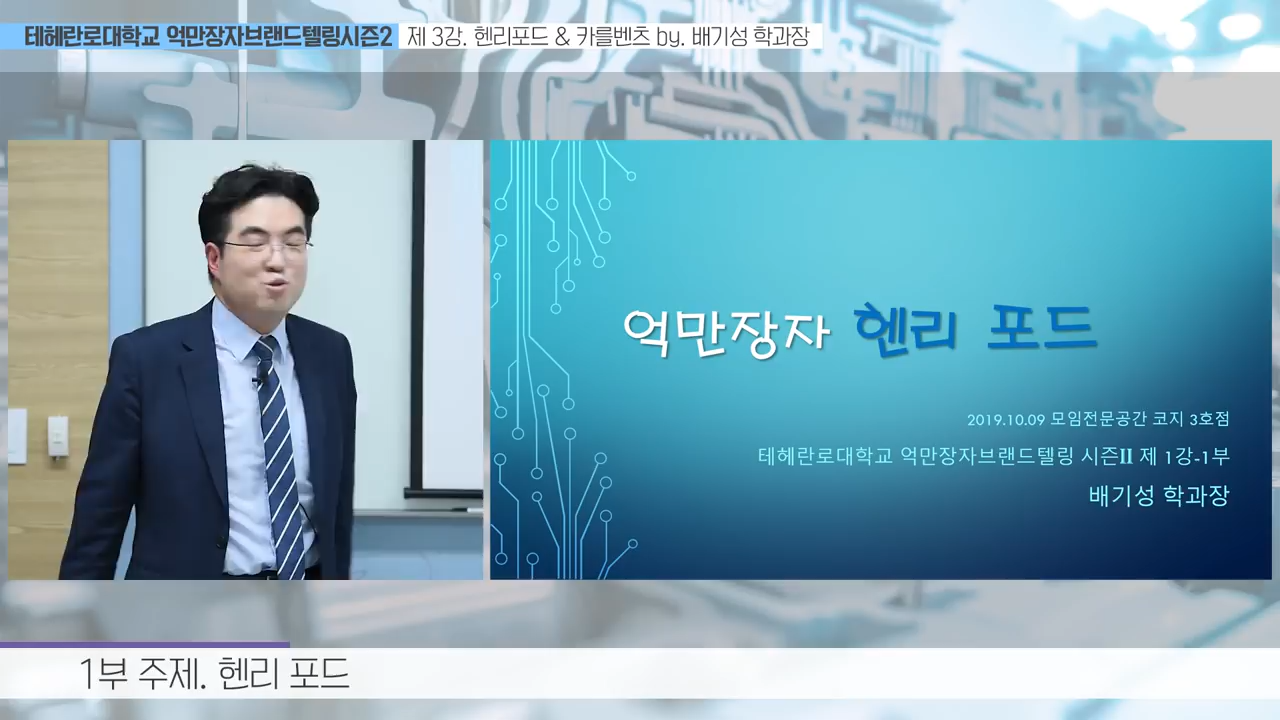 테헤란로대학교 억만장자브랜드텔링시즌2 제 3강. 헨리포드 & 카를벤츠 by. 배기성 학과장
억만장자 헨리 포드
2019.10.09 모임전문공간 코지 3호점
테헤란로대학교 억만장자브랜드텔링 시즌II 제 1강-1부
배기성 학과장
1부 주제. 헨리 포드